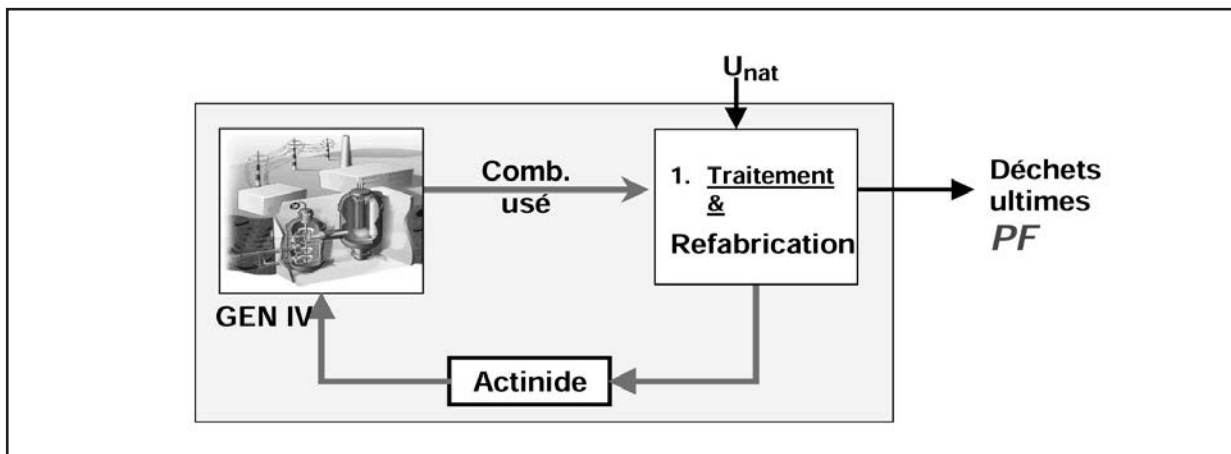 Unat
Comb.
usé
1. Traitement
&
Refabrication
Déchets
ultimes
PF
GEN IV
Actinide